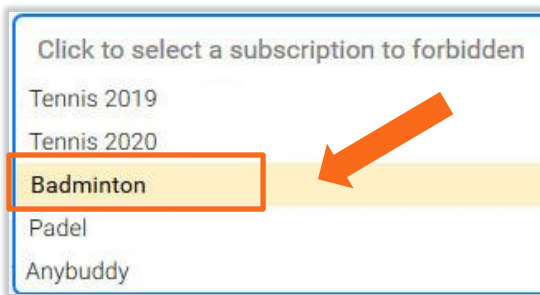 Click to select a subscription to forbidden
Tennis 2019
Tennis 2020
Badminton
Padel
Anybuddy